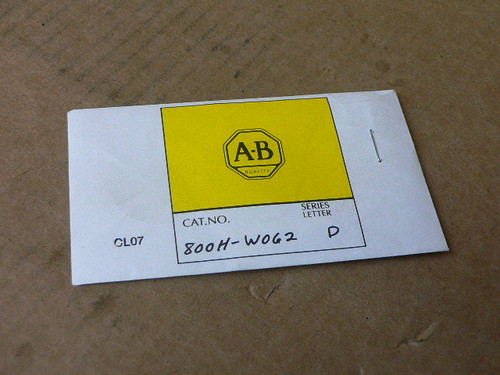 A-B
QUALITY
CAT.NO.
SERIES
LETTER
CL07
800H-W062
D